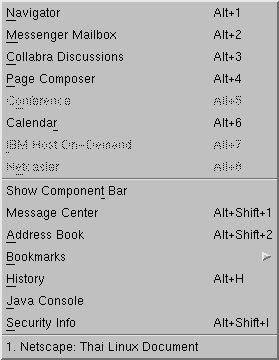 Navigator Alt+1
Messenger Mailbox Alt+2
Collabra Discussions Alt+3
Page Composer Alt+4
Conference Alt+5
Calendar Alt+6
IBM Host On-Demand Alt+7
Netcaster Alt+8
Show Component Bar
Message Center Alt+Shift+1
Address Book Alt+Shift+2
Bookmarks
History Alt+H
Java Console
Security Info Alt+Shift+I
1. Netscape: Thai Linux Document